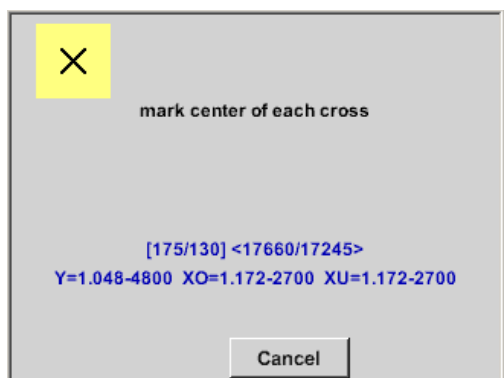 mark center of each cross
[175/130] <17660/17245>
Y=1.048-4800 XO=1.172-2700 XU=1.172-2700
Cancel